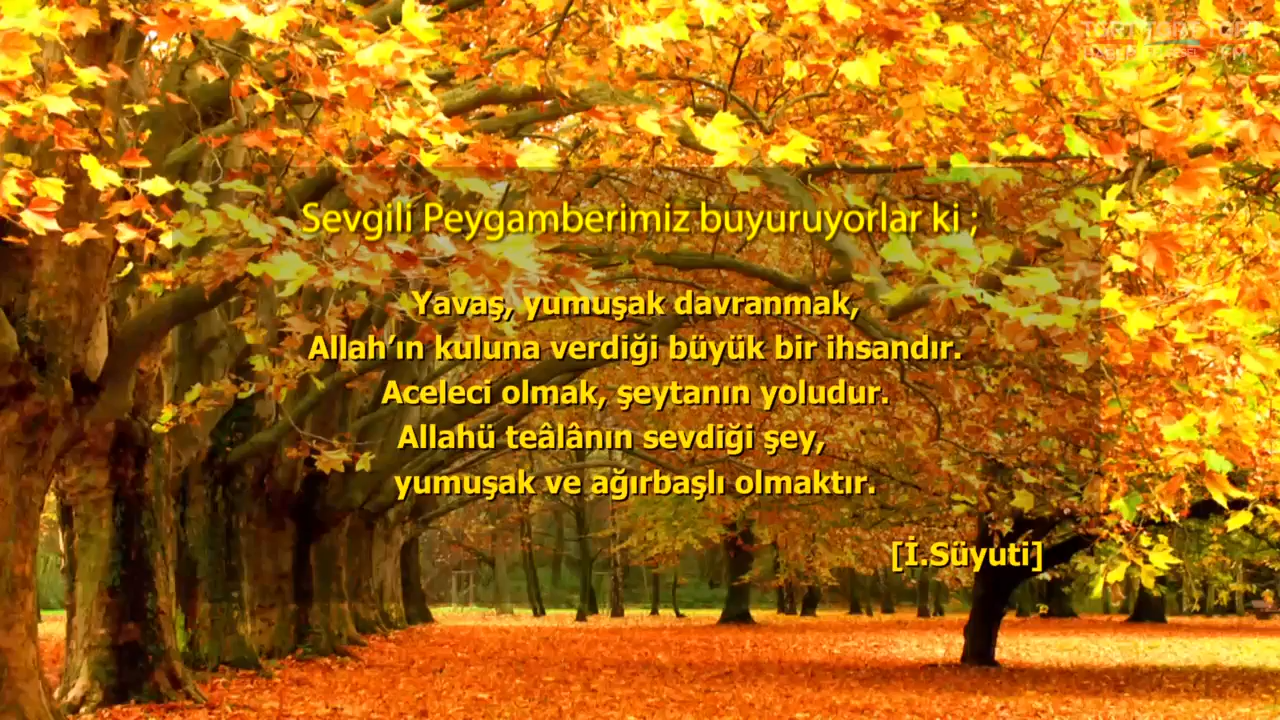 Sevgili Peygamberimiz buyuruyorlar ki ;
Yavaş, yumuşak davranmak,
Allah’ın kuluna verdiği büyük bir ihsandır.
Aceleci olmak, şeytanın yoludur.
Allahü teâlânın sevdiği şey,
yumuşak ve ağırbaşlı olmaktır.
[İ.Süyuti]